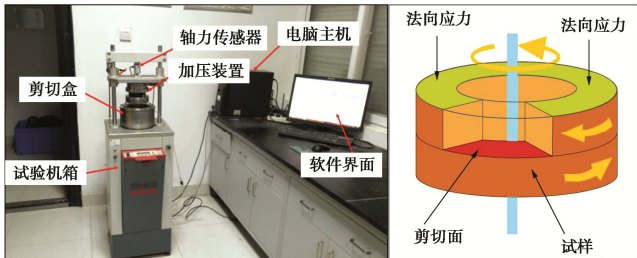 轴力传感器
电脑主机
加压装置
剪切盒
试验机箱
软件界面
法向应力
法向应力
剪切面
试样